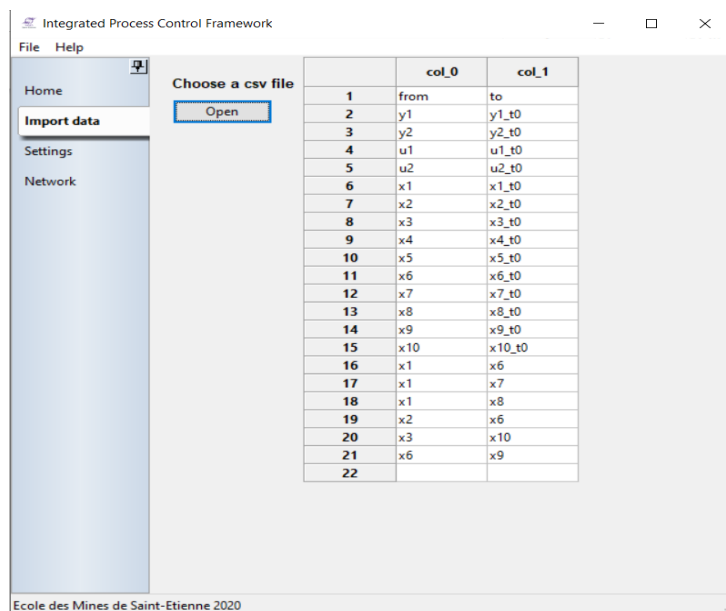 Integrated Process Control Framework
File Help
Home
Import data
Settings
Network
Choose a csv file
Open
col_0 col_1
1 from to
2 y1 y1_t0
3 y2 y2_t0
4 u1 u1_t0
5 u2 u2_t0
6 x1 x1_t0
7 x2 x2_t0
8 x3 x3_t0
9 x4 x4_t0
10 x5 x5_t0
11 x6 x6_t0
12 x7 x7_t0
13 x8 x8_t0
14 x9 x9_t0
15 x10 x10_t0
16 x1 x6
17 x1 x7
18 x1 x8
19 x2 x6
20 x3 x10
21 x6 x9
22
Ecole des Mines de Saint-Etienne 2020